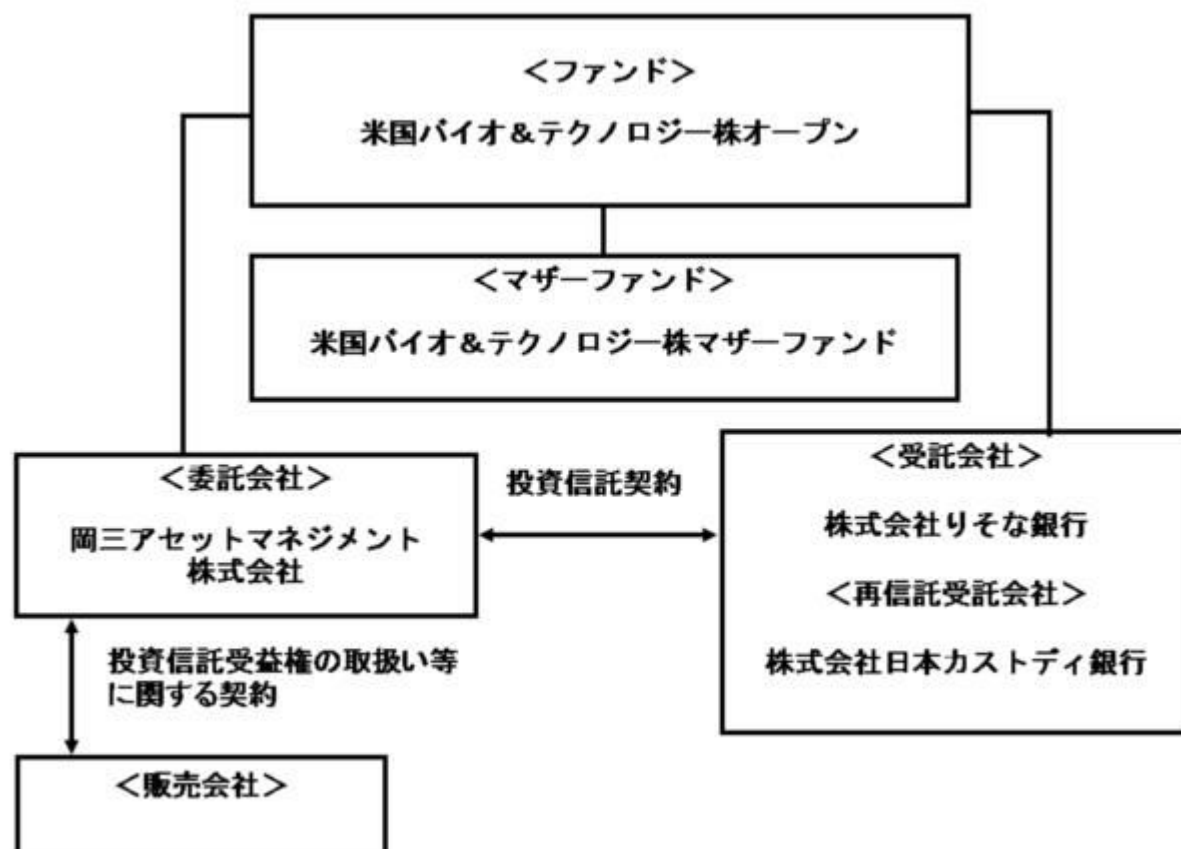 ＜ファンド＞
米国バイオ＆テクノロジー株オープン
＜マザーファンド＞
米国バイオ＆テクノロジー株マザーファンド
＜委託会社＞
岡三アセットマネジメント
株式会社
投資信託契約
＜受託会社＞
株式会社りそな銀行
＜再信託受託会社＞
株式会社日本カストディ銀行
投資信託受益権の取扱い等
に関する契約
＜販売会社＞